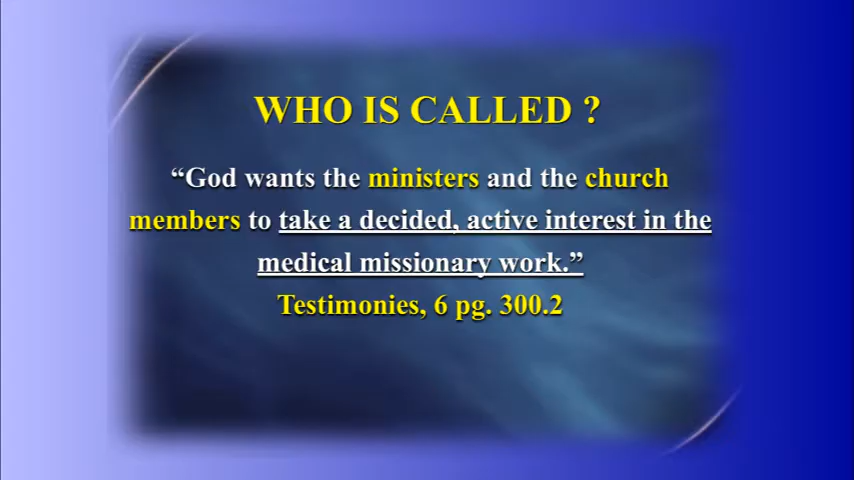 WHO IS CALLED ?
“God wants the ministers and the church
members to take a decided, active interest in the
medical missionary work.”
Testimonies, 6 pg. 300.2